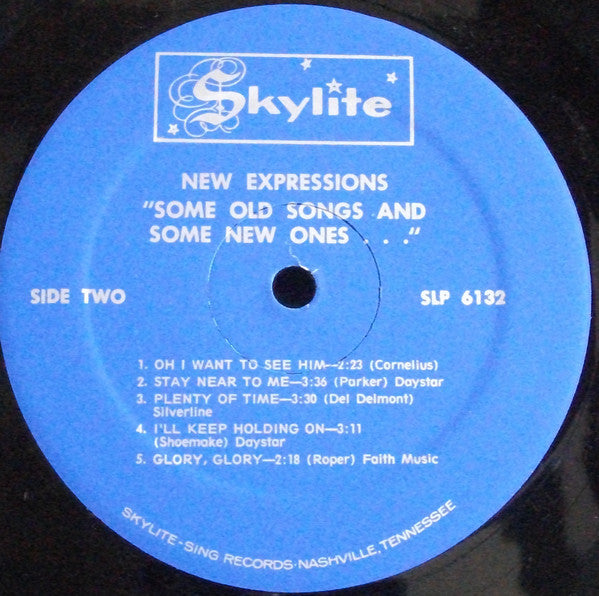 Skylite
NEW EXPRESSIONS
"SOME OLD SONGS AND
SOME NEW ONES . . ."
SIDE TWO
SLP 6132
1. OH I WANT TO SEE HIM—2:23 (Cornelius)
2. STAY NEAR TO ME—3:36 (Parker) Daystar
3. PLENTY OF TIME—3:30 (Del Delmont)
Silverline
4. I'LL KEEP HOLDING ON—3:11
(Shoemake) Daystar
5. GLORY, GLORY—2:18 (Roper) Faith Music
SKYLITE-SING RECORDS·NASHVILLE, TENNESSEE